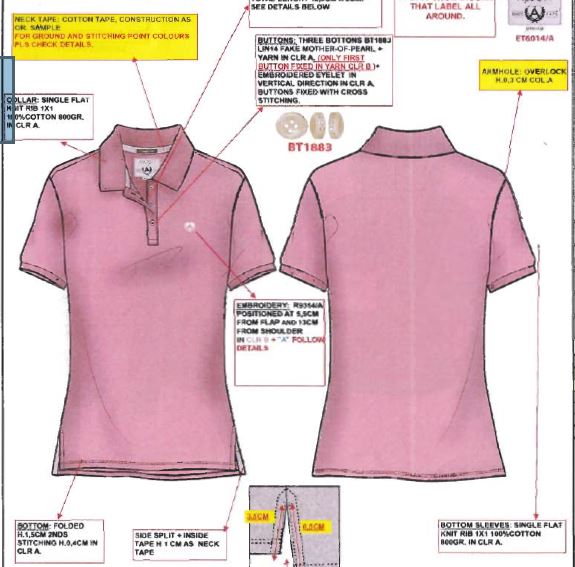 SEE DETAILS BELOW
THAT LABEL ALL
AROUND.
ET6014/A
NECK TAPE: COTTON TAPE, CONSTRUCTION AS
OR. SAMPLE
FOR GROUND AND STITCHING POINT COLOURS
PLS CHECK DETAILS.
BUTTONS: THREE BOTTONS BT1883
LIN14 FAKE MOTHER-OF-PEARL, +
YARN IN CLR A, (ONLY FIRST
BUTTON FIXED IN YARN CLR B )+
EMBROIDERED EYELET IN
VERTICAL DIRECTION IN CLR A,
BUTTONS FIXED WITH CROSS
STITCHING.
BT1883
ARMHOLE: OVERLOCK
H.0,3 CM COL.A
COLLAR: SINGLE FLAT
KNIT RIB 1X1
100%COTTON 800GR.
IN CLR A.
EMBROIDERY: R9354/A
POSITIONED AT 5,5CM
FROM FLAP AND 13CM
FROM SHOULDER
IN CLR B + "A" FOLLOW
DETAILS
BOTTOM: FOLDED
H.1,5CM 2NDS
STITCHING H.0,4CM IN
CLR A.
SIDE SPLIT + INSIDE
TAPE H 1 CM AS NECK
TAPE
BOTTOM SLEEVES: SINGLE FLAT
KNIT RIB 1X1 100%COTTON
800GR. IN CLR A.